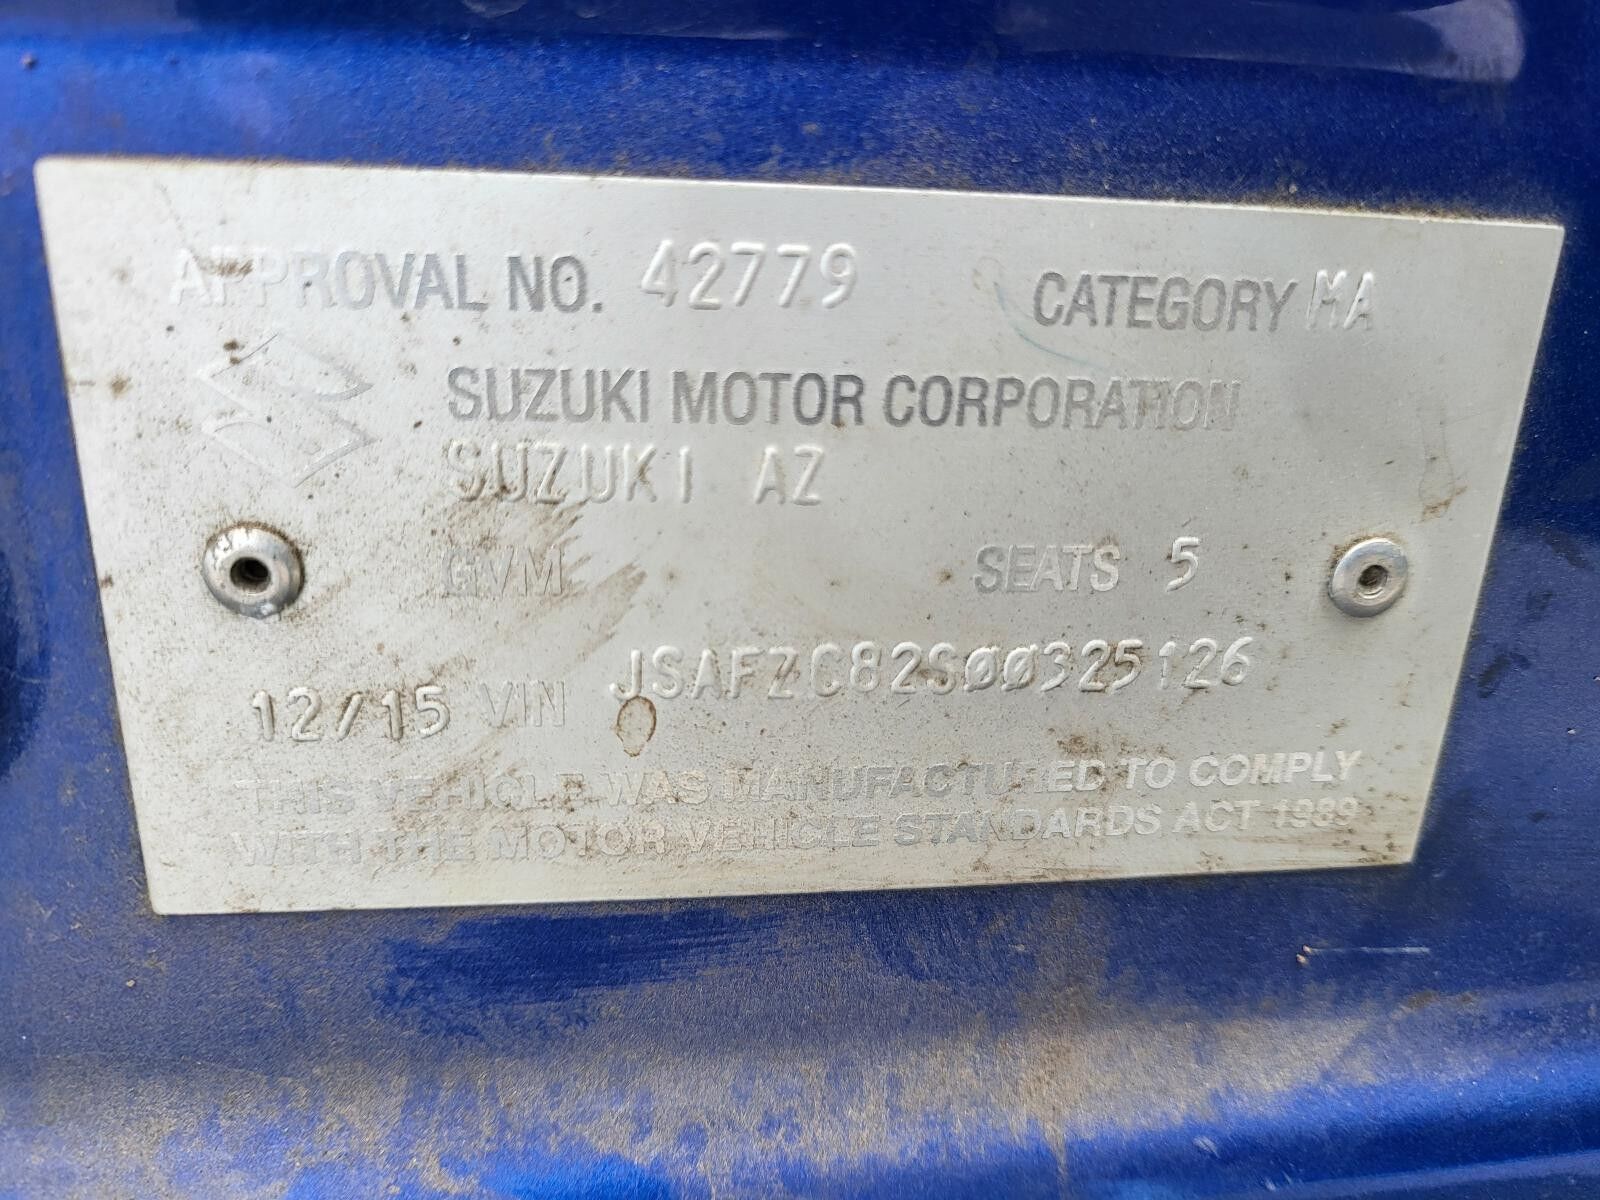 APPROVAL NO. 42779 CATEGORY MA
SUZUKI MOTOR CORPORATION
SUZUKI AZ
GVM SEATS 5
12/15 VIN JSAFZC82S00325126
THIS VEHICLE WAS MANUFACTURED TO COMPLY
WITH THE MOTOR VEHICLE STANDARDS ACT 1989